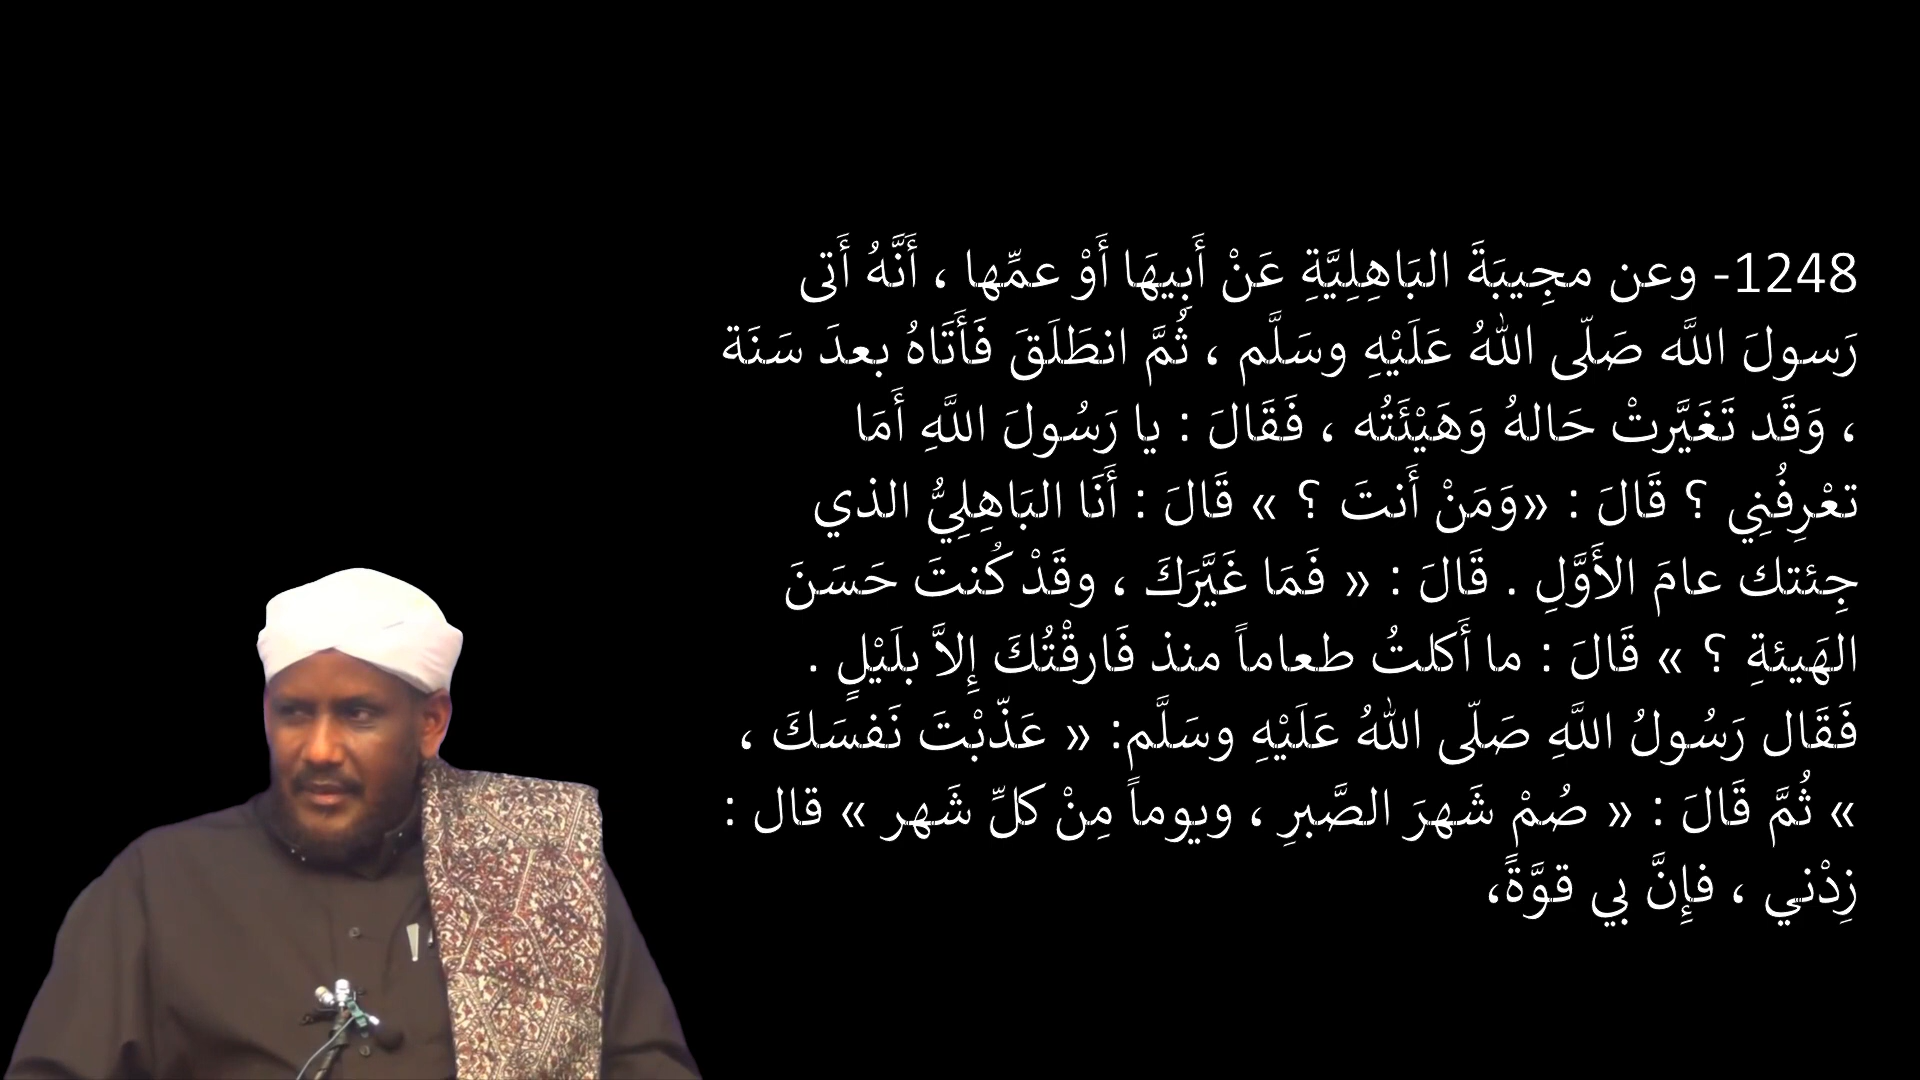 1248- وعن مجِيبَةَ البَاهِلِيَّةِ عَنْ أَبِيهَا أَوْ عمِّها ، أَنَّهُ أَتى
رَسولَ اللَّه صَلّى اللهُ عَلَيْهِ وسَلَّم ، ثُمَّ انطَلَقَ فَأَتَاهُ بعدَ سَنَة
، وَقَد تَغَيَّرتْ حَالهُ وَهَيْئَتُه ، فَقَالَ : يا رَسُولَ اللَّهِ أَمَا
تعْرِفُنِي ؟ قَالَ : «وَمَنْ أَنتَ ؟ » قَالَ : أَنَا البَاهِلِيُّ الذي
جِئتك عامَ الأَوَّلِ . قَالَ : « فَمَا غَيَّرَكَ ، وقَدْ كُنتَ حَسَنَ
الهَيئةِ ؟ » قَالَ : ما أَكلتُ طعاماً منذ فَارقْتُكَ إِلاَّ بلَيْلٍ .
فَقَال رَسُولُ اللَّهِ صَلّى اللهُ عَلَيْهِ وسَلَّم: « عَذّبْتَ نَفسَكَ ،
» ثُمَّ قَالَ : « صُمْ شَهرَ الصَّبرِ ، ويوماً مِنْ كلِّ شَهر » قال :
زِدْني ، فإِنَّ بي قوَّةً،